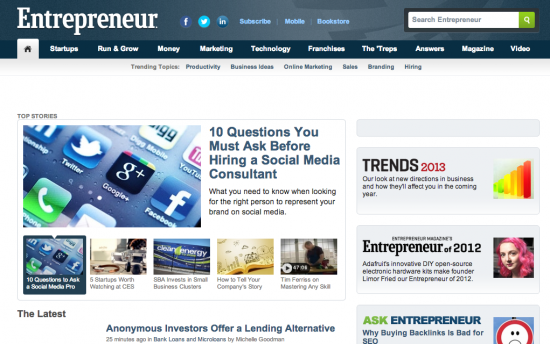 Entrepreneur
Subscribe | Mobile | Bookstore
Search Entrepreneur
Startups Run & Grow Money Marketing Technology Franchises The 'Treps Answers Magazine Video
Trending Topics: Productivity Business Ideas Online Marketing Sales Branding Hiring
TOP STORIES
Digg Mobile
Twitter
Google+
Facebook
10 Questions You
Must Ask Before
Hiring a Social Media
Consultant
What you need to know when looking
for the right person to represent your
brand on social media.
10 Questions to
Ask a Social Media Pro
5 Startups Worth
Watching at CES
clean energy
SBA Invests in Small
Business Clusters
How to Tell Your
Company's Story
47:06
Tim Ferriss on
Mastering Any Skill
TRENDS 2013
Our look at new directions in
business and how they'll affect you in the coming
year.
ENTREPRENEUR MAGAZINE'S
Entrepreneur of 2012
Adafruit's innovative DIY open-source
electronic hardware kits make founder
Limor Fried our Entrepreneur of 2012.
ASK ENTREPRENEUR
Why Buying Backlinks Is Bad for
SEO
The Latest
Anonymous Investors Offer a Lending Alternative
25 minutes ago in Bank Loans and Microloans by Michelle Goodman